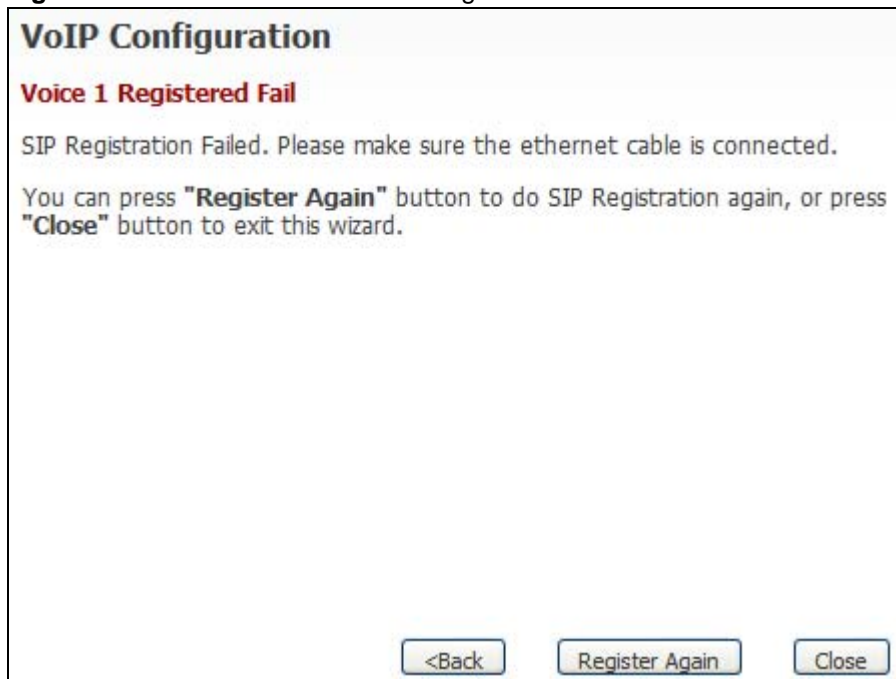 VoIP Configuration
Voice 1 Registered Fail
SIP Registration Failed. Please make sure the ethernet cable is connected.
You can press "Register Again" button to do SIP Registration again, or press
"Close" button to exit this wizard.
<Back
Register Again
Close